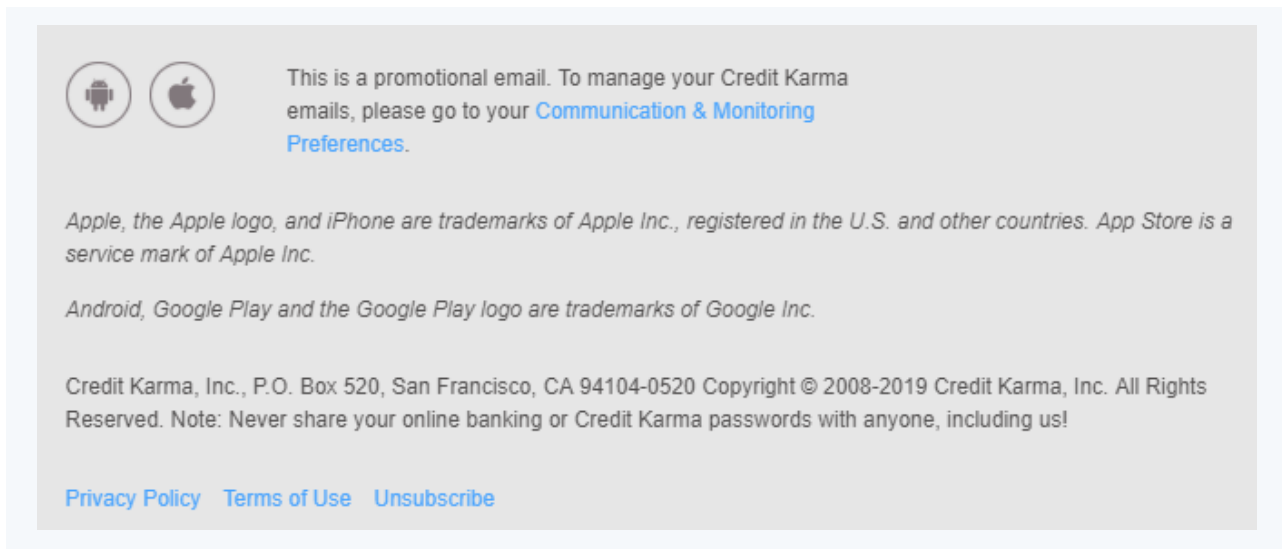 This is a promotional email. To manage your Credit Karma
emails, please go to your Communication & Monitoring
Preferences.
Apple, the Apple logo, and iPhone are trademarks of Apple Inc., registered in the U.S. and other countries. App Store is a
service mark of Apple Inc.
Android, Google Play and the Google Play logo are trademarks of Google Inc.
Credit Karma, Inc., P.O. Box 520, San Francisco, CA 94104-0520 Copyright © 2008-2019 Credit Karma, Inc. All Rights
Reserved. Note: Never share your online banking or Credit Karma passwords with anyone, including us!
Privacy Policy Terms of Use Unsubscribe